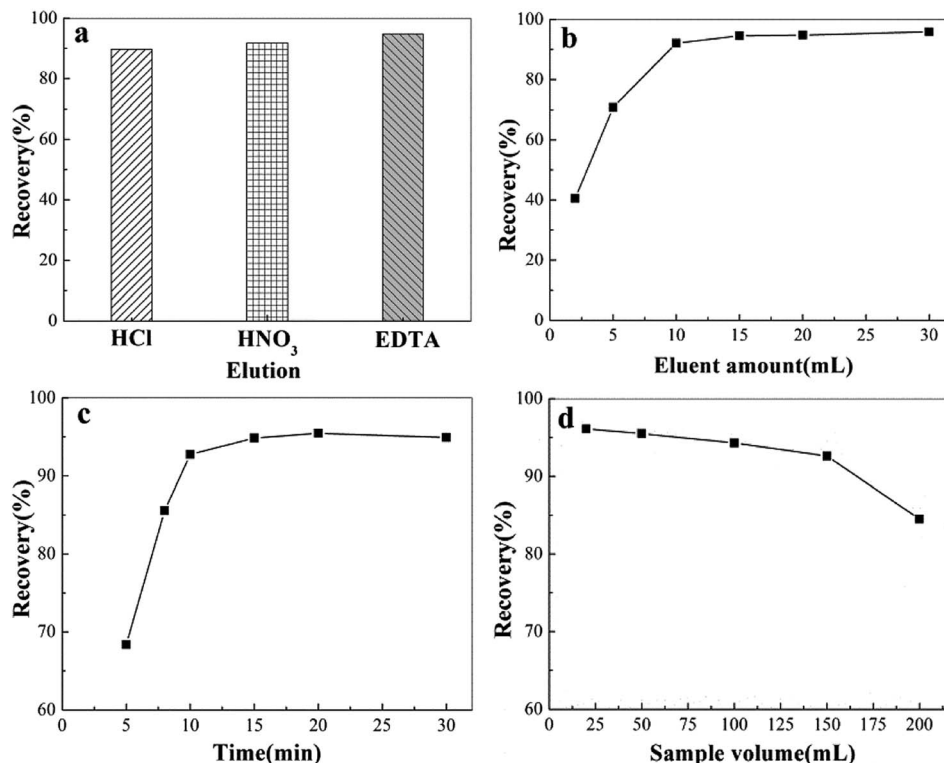 a
100
80
60
40
20
0
Recovery(%)
HCl HNO₃ EDTA
Elution
b
100
80
60
40
20
0
Recovery(%)
0 5 10 15 20 25 30
Eluent amount(mL)
c
100
90
80
70
60
Recovery(%)
0 5 10 15 20 25 30
Time(min)
d
100
90
80
70
60
Recovery(%)
0 25 50 75 100 125 150 175 200
Sample volume(mL)